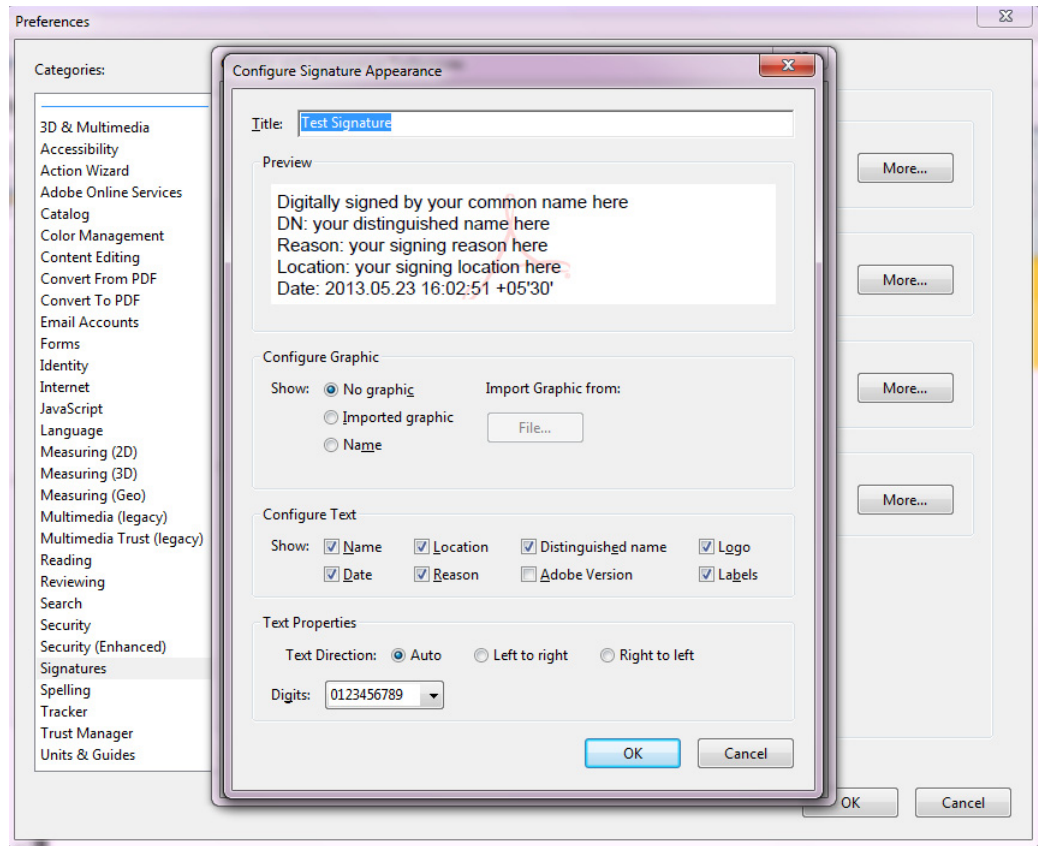 Preferences
Categories:
3D & Multimedia
Accessibility
Action Wizard
Adobe Online Services
Catalog
Color Management
Content Editing
Convert From PDF
Convert To PDF
Email Accounts
Forms
Identity
Internet
JavaScript
Language
Measuring (2D)
Measuring (3D)
Measuring (Geo)
Multimedia (legacy)
Multimedia Trust (legacy)
Reading
Reviewing
Search
Security
Security (Enhanced)
Signatures
Spelling
Tracker
Trust Manager
Units & Guides
Configure Signature Appearance
Title: Test Signature
Preview
Digitally signed by your common name here
DN: your distinguished name here
Reason: your signing reason here
Location: your signing location here
Date: 2013.05.23 16:02:51 +05'30'
Configure Graphic
Show: No graphic Import Graphic from:
Imported graphic File...
Name
Configure Text
Show: Name Location Distinguished name Logo
Date Reason Adobe Version Labels
Text Properties
Text Direction: Auto Left to right Right to left
Digits: 0123456789
OK Cancel
More...
More...
More...
More...
OK Cancel